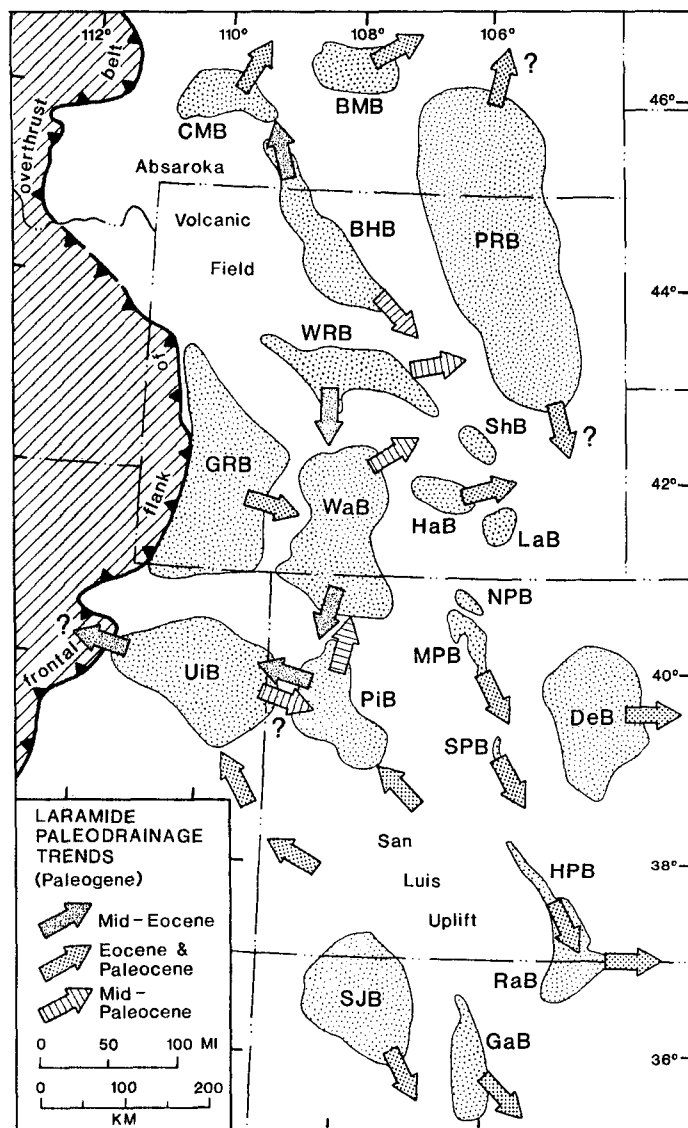 112° 110° 108° 106°
belt
overthrust
CMB
BMB
?
46°
Absaroka
Volcanic
Field
BHB
PRB
44°
WRB
of
ShB
?
GRB
WaB
42°
flank
HaB
LaB
NPB
?
frontal
MPB
40°
UiB
PiB
DeB
?
SPB
LARAMIDE
PALEODRAINAGE
TRENDS
(Paleogene)
Mid-Eocene
Eocene &
Paleocene
Mid-
Paleocene
0 50 100 MI
0 100 200
KM
San
Luis
Uplift
38°
HPB
RaB
SJB
GaB
36°